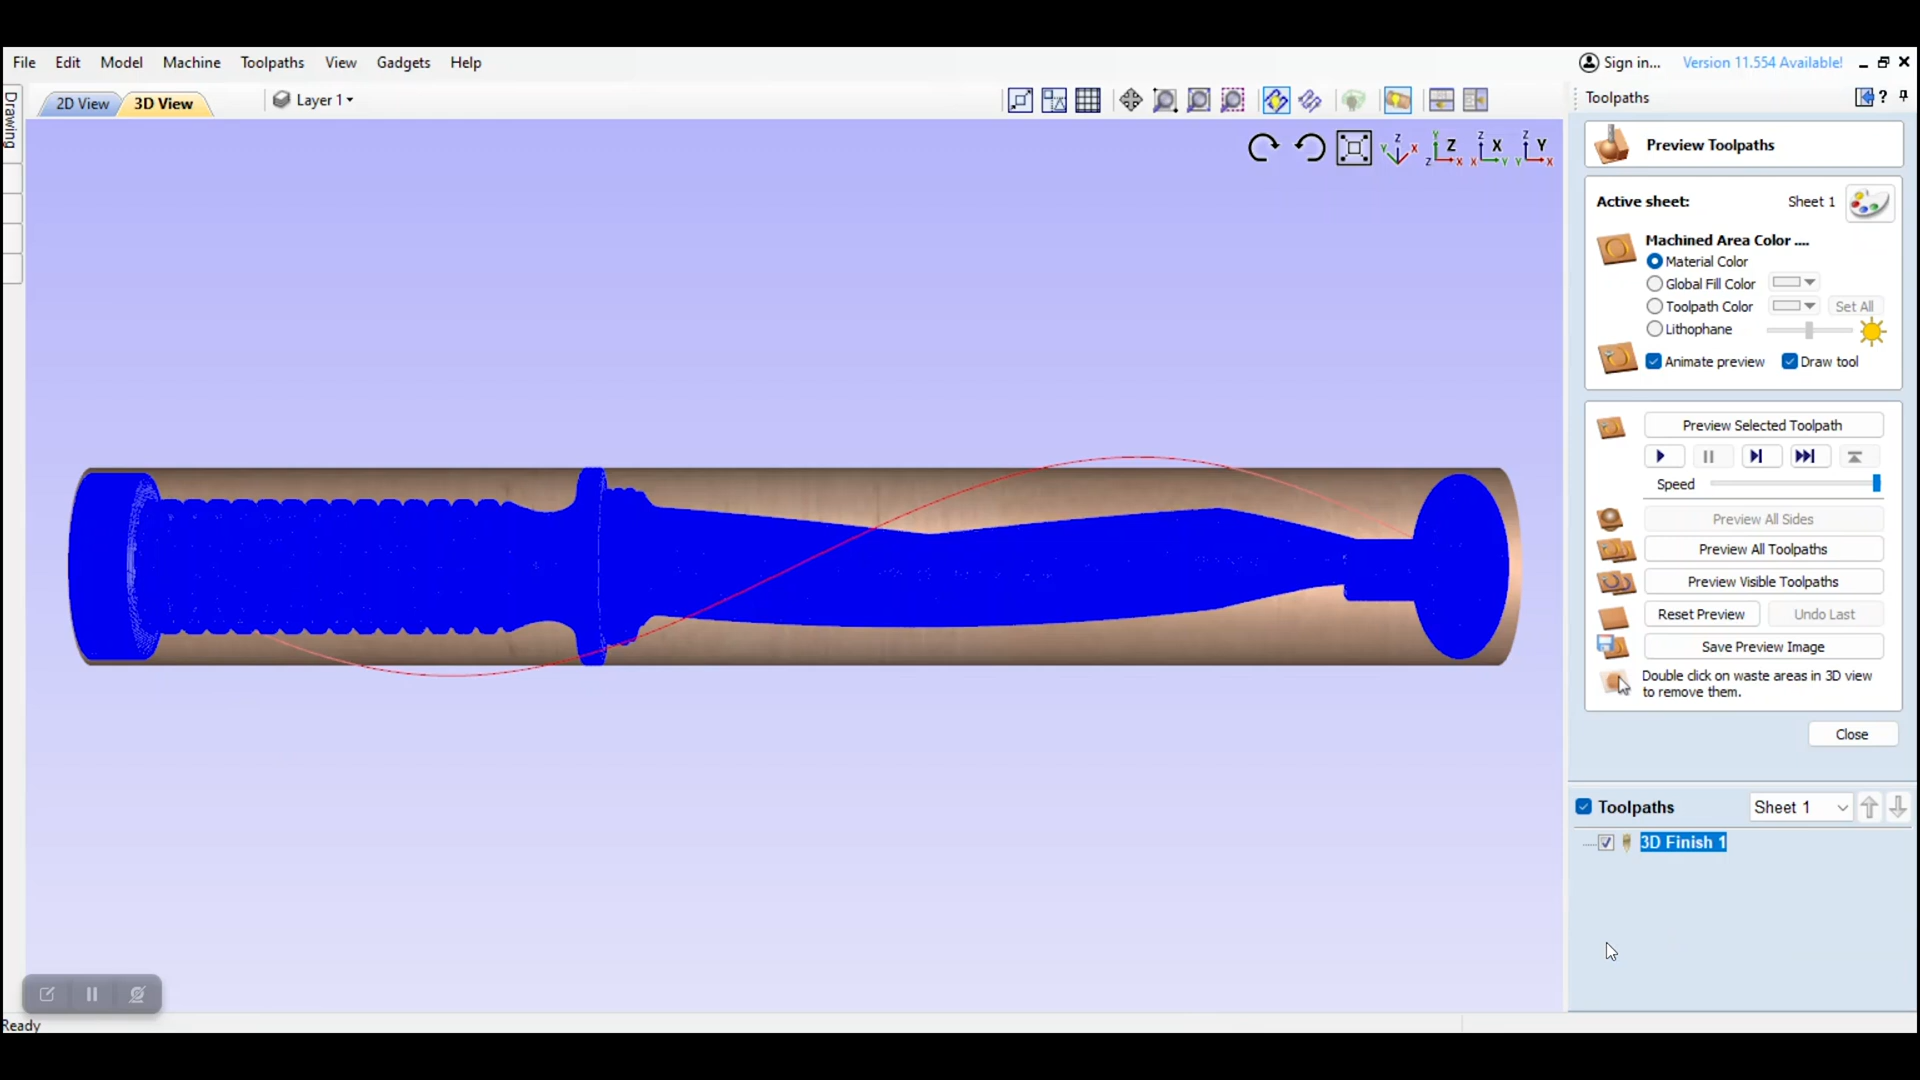 File Edit Model Machine Toolpaths View Gadgets Help
Sign in... Version 11.554 Available!
Drawing
2D View 3D View Layer 1
Toolpaths ?
Z Y X
Y Z Z X
Z X X Y
Z Y Y X
Preview Toolpaths
Active sheet: Sheet 1
Machined Area Color ....
Material Color
Global Fill Color
Toolpath Color Set All
Lithophane
Animate preview Draw tool
Preview Selected Toolpath
Speed
Preview All Sides
Preview All Toolpaths
Preview Visible Toolpaths
Reset Preview Undo Last
Save Preview Image
Double click on waste areas in 3D view
to remove them.
Close
Toolpaths Sheet 1
3D Finish 1
Ready